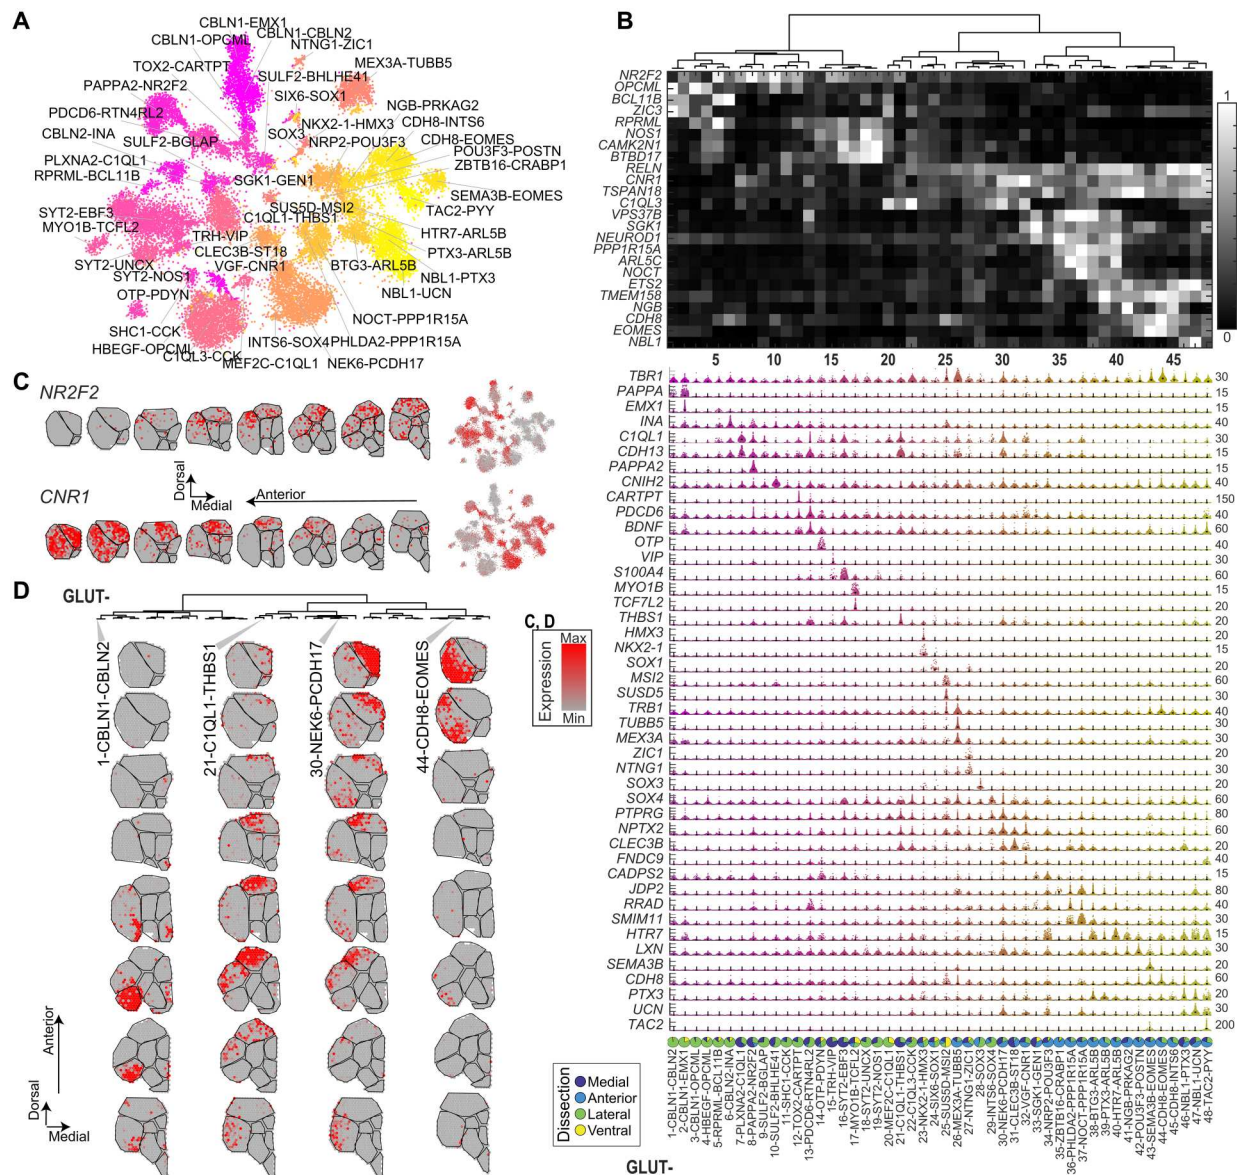 A
CBLN1-EMX1
CBLN1-OPCML
CBLN1-CBLN2
NTNG1-ZIC1
TOX2-CARTPT
MEX3A-TUBB5
SULF2-BHLHE41
PAPPA2-NR2F2
SIX6-SOX1
NGB-PRKAG2
PDCD6-RTN4RL2
NKX2-1-HMX3
CDH8-INTS6
CBLN2-INA
SOX3
NRP2-POU3F3
CDH8-EOMES
SULF2-BGLAP
POU3F3-POSTN
PLXNA2-C1QL1
ZBTB16-CRABP1
RPRML-BCL11B
SGK1-GEN1
SEMA3B-EOMES
SUS5D-MSI2
SYT2-EBF3
C1QL1-THBS1
TAC2-PYY
MYO1B-TCFL2
TRH-VIP
HTR7-ARL5B
CLEC3B-ST18
PTX3-ARL5B
SYT2-UNCX
VGF-CNR1
BTG3-ARL5B
SYT2-NOS1
NBL1-PTX3
OTP-PDYN
NBL1-UCN
NOCT-PPP1R15A
SHC1-CCK
INTS6-SOX4
PHLDA2-PPP1R15A
HBEGF-OPCML
C1QL3-CCK
MEF2C-C1QL1
NEK6-PCDH17
B
NR2F2
OPCML
BCL11B
ZIC3
RPRML
NOS1
CAMK2N1
BTBD17
RELN
CNR1
TSPAN18
C1QL3
VPS37B
SGK1
NEUROD1
PPP1R15A
ARL5C
NOCT
ETS2
TMEM158
NGB
CDH8
EOMES
NBL1
1
0
5 10 15 20 25 30 35 40 45
TBR1 30
PAPPA 15
EMX1 15
INA 40
C1QL1 30
CDH13 15
PAPPA2 15
CNIH2 40
CARTPT 150
PDCD6 40
BDNF 60
OTP 40
VIP 30
S100A4 60
MYO1B 15
TCF7L2 20
THBS1 20
HMX3 20
NKX2-1 15
SOX1 20
MSI2 60
SUSD5 30
TRB1 40
TUBB5 30
MEX3A 30
ZIC1 20
NTNG1 30
SOX3 20
SOX4 60
PTPRG 80
NPTX2 60
CLEC3B 20
FNDC9 40
CADPS2 15
JDP2 80
RRAD 40
SMIM11 30
HTR7 15
LXN 30
SEMA3B 20
CDH8 60
PTX3 20
UCN 30
TAC2 200
Dissection
Medial
Anterior
Lateral
Ventral
GLUT-
1-CBLN1-CBLN2
2-CBLN1-EMX1
3-CBLN1-OPCML
4-HBEGF-OPCML
5-RPRML-BCL11B
6-CBLN2-INA
7-PLXNA2-C1QL1
8-PAPPA2-NR2F2
9-SULF2-BGLAP
10-SULF2-BHLHE41
11-SHC1-CCK
12-TOX2-CARTPT
13-PDCD6-RTN4RL2
14-OTP-PDYN
15-TRH-VIP
16-SYT2-EBF3
17-MYO1B-TCF7L2
18-SYT2-UNCX
19-SYT2-NOS1
20-MEF2C-C1QL1
21-C1QL1-THBS1
22-C1QL3-CCK
23-NKX2-1-HMX3
24-SIX6-SOX1
25-SUS5D-MSI2
26-MEX3A-TUBB5
27-NTNG1-ZIC1
28-SOX3
29-INTS6-SOX4
30-NEK6-PCDH17
31-CLEC3B-ST18
32-VGF-CNR1
33-SGK1-GEN1
34-NRP2-POU3F3
35-ZBTB16-CRABP1
36-PHLDA2-PPP1R15A
37-NOCT-PPP1R15A
38-BTG3-ARL5B
39-PTX3-ARL5B
40-HTR7-ARL5B
41-NGB-PRKAG2
42-POU3F3-POSTN
43-SEMA3B-EOMES
44-CDH8-EOMES
45-CDH8-INTS6
46-NBL1-PTX3
47-NBL1-UCN
48-TAC2-PYY
C
NR2F2
Dorsal
Medial
Anterior
CNR1
D
GLUT-
1-CBLN1-CBLN2
21-C1QL1-THBS1
30-NEK6-PCDH17
44-CDH8-EOMES
C, D
Expression
Max
Min
Anterior
Dorsal
Medial